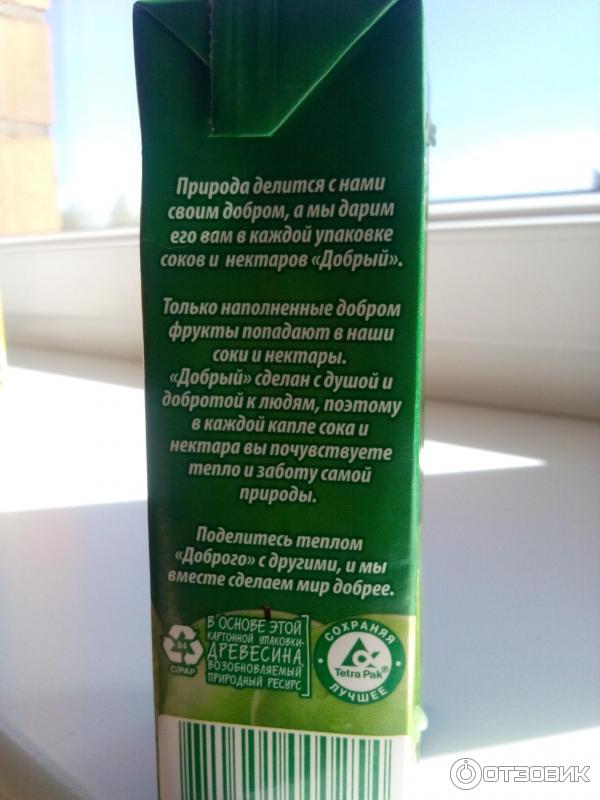 Природа делится с нами
своим добром, а мы дарим
его вам в каждой упаковке
соков и нектаров «Добрый».
Только наполненные добром
фрукты попадают в наши
соки и нектары.
«Добрый» сделан с душой и
добротой к людям, поэтому
в каждой капле сока и
нектара вы почувствуете
тепло и заботу самой
природы.
Поделитесь теплом
«Доброго» с другими, и мы
вместе сделаем мир добрее.
84
C/PAP
В ОСНОВЕ ЭТОЙ
КАРТОННОЙ УПАКОВКИ-
ДРЕВЕСИНА,
ВОЗОБНОВЛЯЕМЫЙ
ПРИРОДНЫЙ РЕСУРС
СОХРАНЯЯ
Tetra Pak®
ЛУЧШЕЕ
ОТЗОВИК